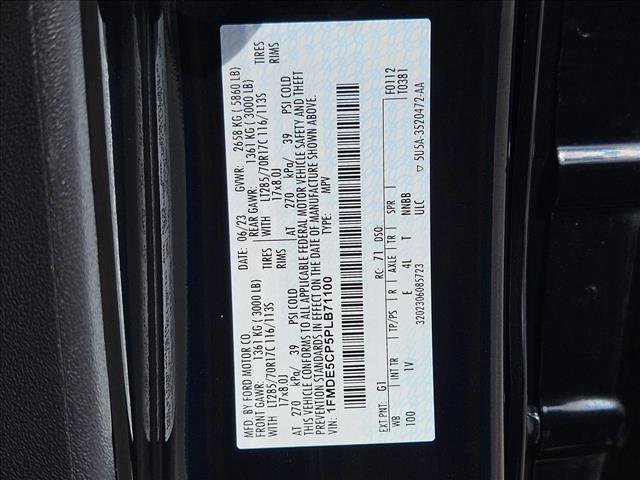 MFD. BY FORD MOTOR CO.
DATE: 06/23 GVWR: 2658 KG ( 5860 LB)
FRONT GAWR: 1361 KG ( 3000 LB) REAR GAWR: 1361 KG ( 3000 LB)
WITH LT285/70R17C 116/113S TIRES WITH LT285/70R17C 116/113S TIRES
17x8.0J RIMS 17x8.0J RIMS
AT 270 kPa/ 39 PSI COLD AT 270 kPa/ 39 PSI COLD
THIS VEHICLE CONFORMS TO ALL APPLICABLE FEDERAL MOTOR VEHICLE SAFETY AND THEFT
PREVENTION STANDARDS IN EFFECT ON THE DATE OF MANUFACTURE SHOWN ABOVE.
VIN: 1FMDE5CP5PLB71100
TYPE: MPV
EXT PNT: G1 RC: 71 DSO: F0112
WB INT TR TP/PS R AXLE TR SPR T0381
100 1V E 4L T NNBB
ULC
3202306085723 ▽ 5U5A-3520472-AA